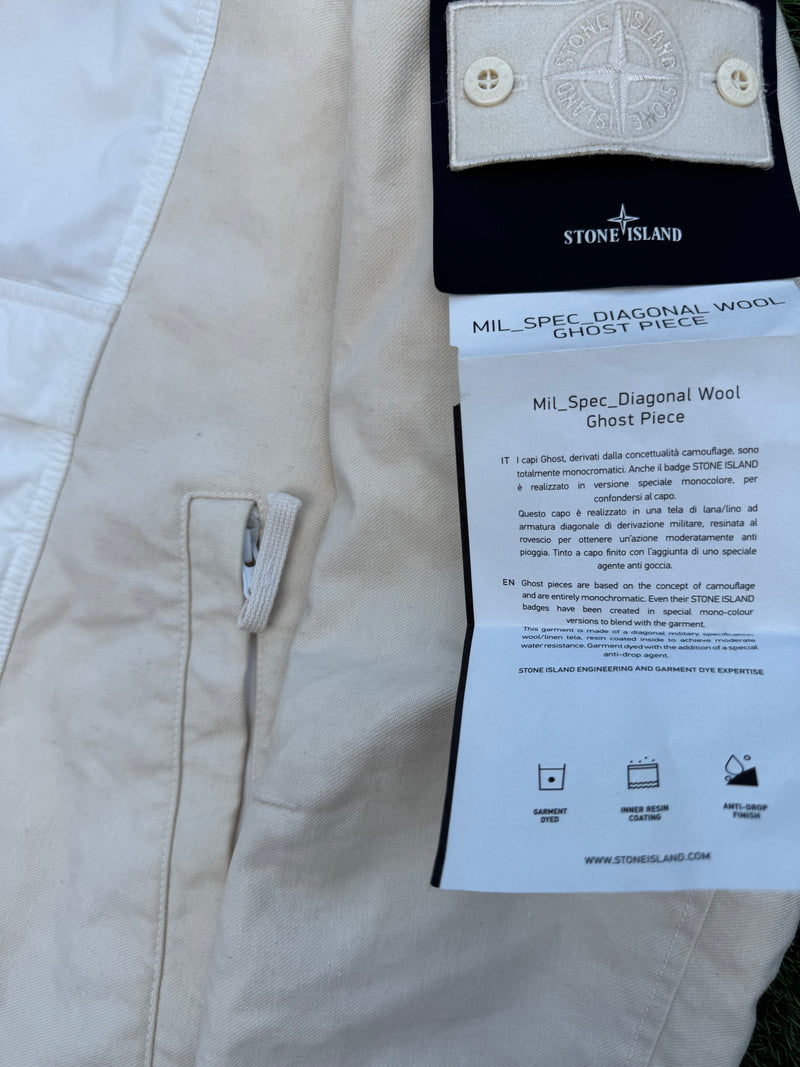 STONE ISLAND
STONE ISLAND
STONE ISLAND
MIL_SPEC_DIAGONAL WOOL
GHOST PIECE
Mil_Spec_Diagonal Wool
Ghost Piece
IT I capi Ghost, derivati dalla concettualità camouflage, sono
totalmente monocromatici. Anche il badge STONE ISLAND
è realizzato in versione speciale monocolore, per
confondersi al capo.
Questo capo è realizzato in una tela di lana/lino ad
armatura diagonale di derivazione militare, resinata al
rovescio per ottenere un'azione moderatamente anti
pioggia. Tinto a capo finito con l'aggiunta di uno speciale
agente anti goccia.
EN Ghost pieces are based on the concept of camouflage
and are entirely monochromatic. Even their STONE ISLAND
badges have been created in special mono-colour
versions to blend with the garment.
This garment is made of a diagonal military specification
wool/linen tela, resin coated inside to achieve moderate
water resistance. Garment dyed with the addition of a special
anti-drop agent.
STONE ISLAND ENGINEERING AND GARMENT DYE EXPERTISE
GARMENT
DYED
INNER RESIN
COATING
ANTI-DROP
FINISH
WWW.STONEISLAND.COM